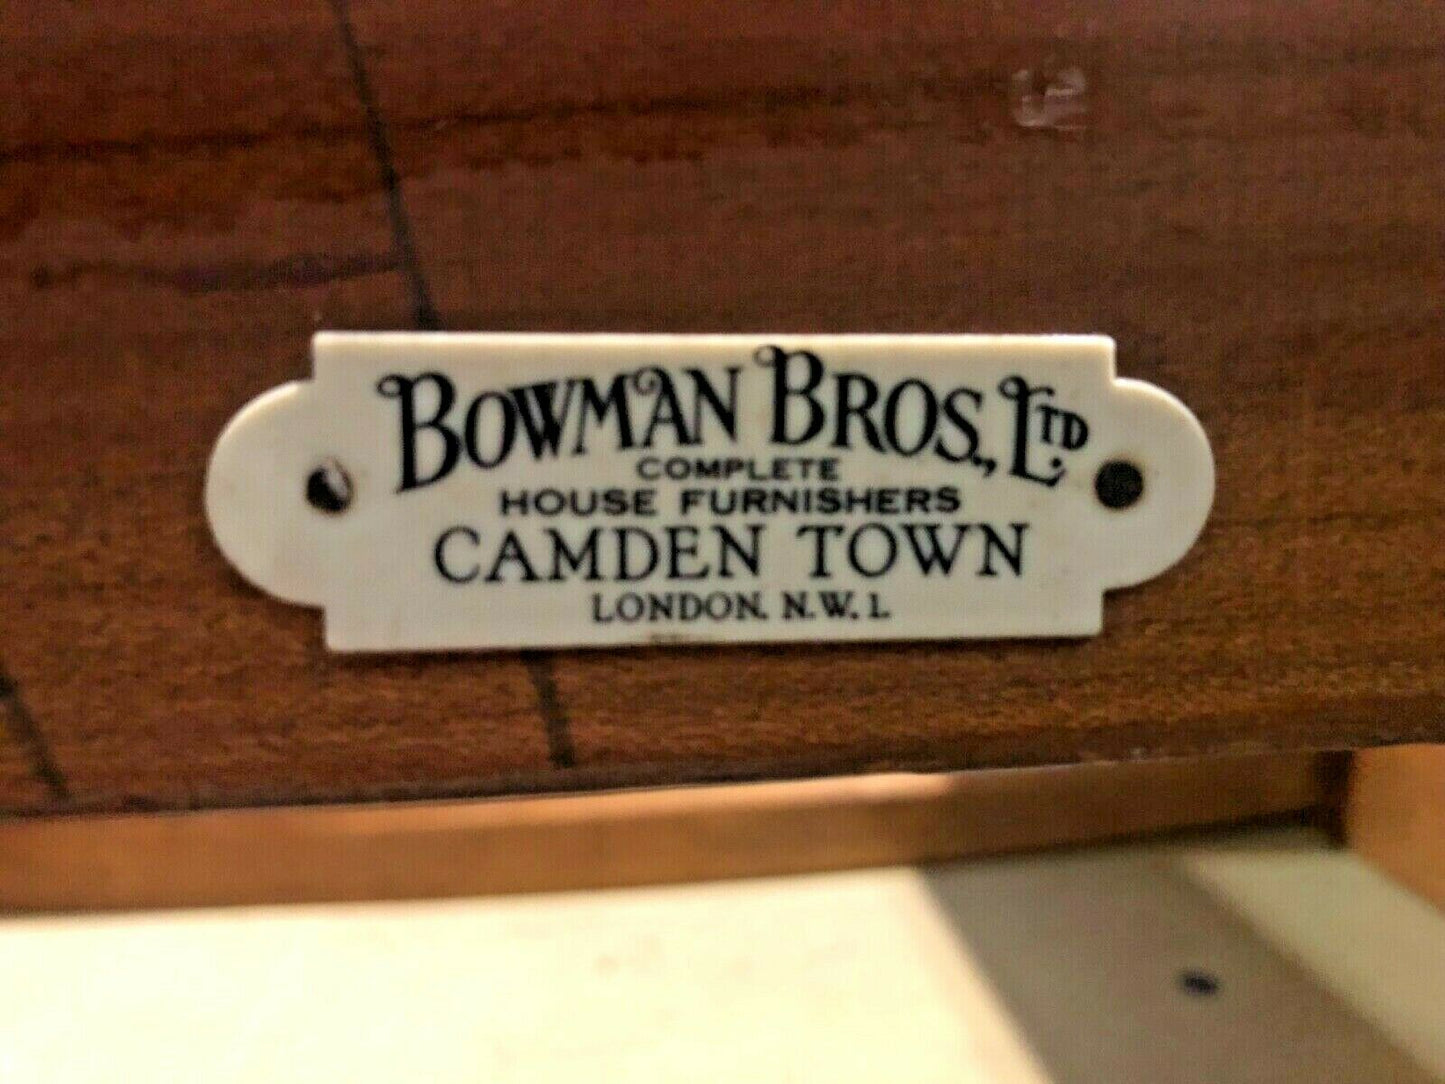 BOWMAN BROS., LTD.
COMPLETE
HOUSE FURNISHERS
CAMDEN TOWN
LONDON. N.W. 1.